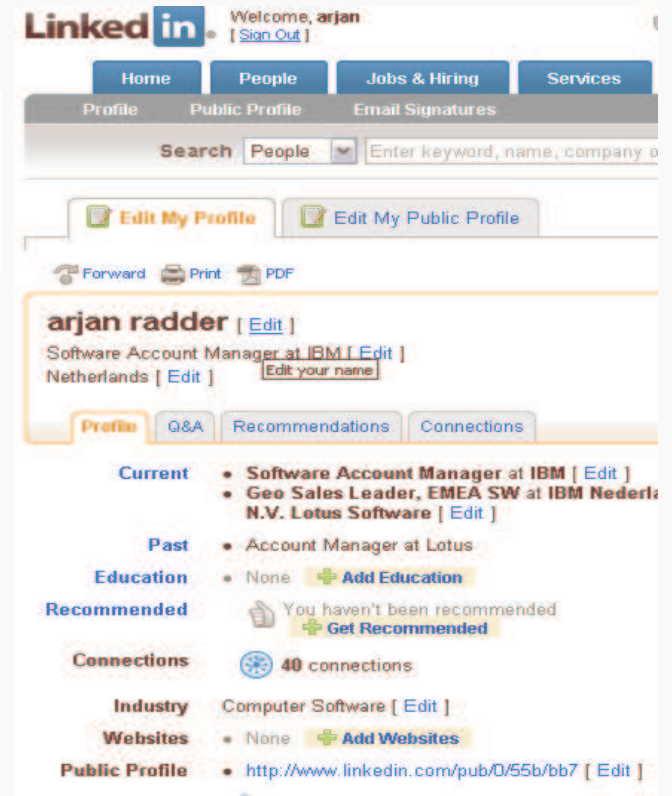 Linked in. Welcome, arjan
[ Sign Out ]
Home People Jobs & Hiring Services
Profile Public Profile Email Signatures
Search People Enter keyword, name, company o
Edit My Profile Edit My Public Profile
Forward Print PDF
arjan radder [ Edit ]
Software Account Manager at IBM [ Edit ]
Edit your name
Netherlands [ Edit ]
Profile Q&A Recommendations Connections
Current • Software Account Manager at IBM [ Edit ]
• Geo Sales Leader, EMEA SW at IBM Nederla
N.V. Lotus Software [ Edit ]
Past • Account Manager at Lotus
Education • None Add Education
Recommended You haven't been recommended
Get Recommended
Connections 40 connections
Industry Computer Software [ Edit ]
Websites • None Add Websites
Public Profile • http://www.linkedin.com/pub/0/55b/bb7 [ Edit ]